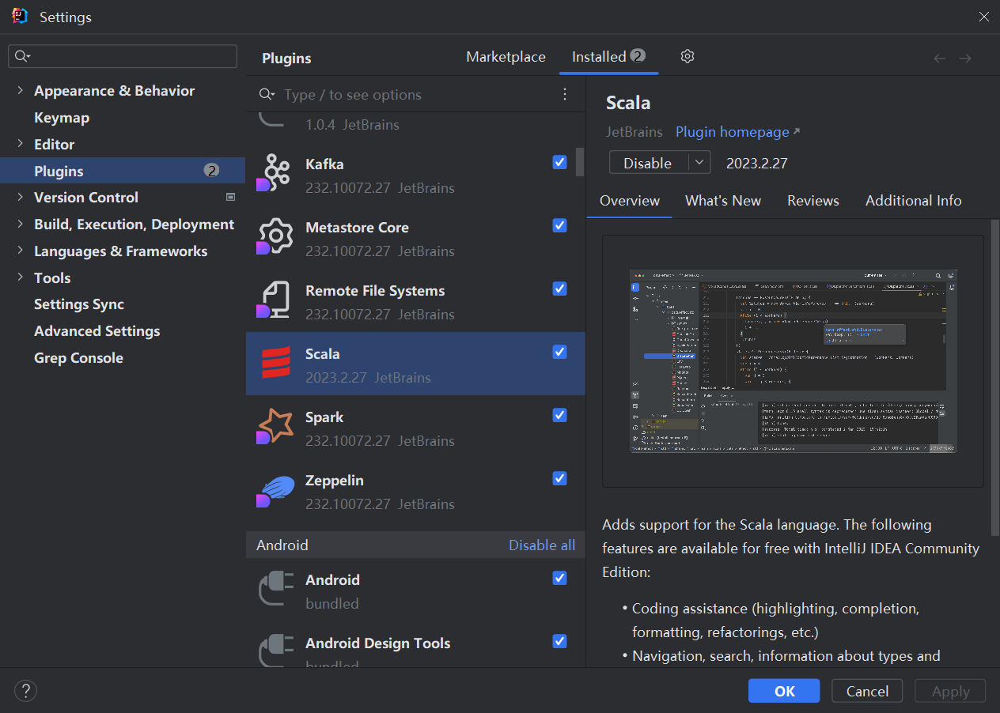 Settings
Plugins
Marketplace
Installed 2
Appearance & Behavior
Keymap
Editor
Plugins 2
Version Control
Build, Execution, Deployment
Languages & Frameworks
Tools
Settings Sync
Advanced Settings
Grep Console
Type / to see options
1.0.4 JetBrains
Kafka
232.10072.27 JetBrains
Metastore Core
232.10072.27 JetBrains
Remote File Systems
232.10072.27 JetBrains
Scala
2023.2.27 JetBrains
Spark
232.10072.27 JetBrains
Zeppelin
232.10072.27 JetBrains
Android Disable all
Android
bundled
Android Design Tools
bundled
Scala
JetBrains Plugin homepage
Disable 2023.2.27
Overview What's New Reviews Additional Info
Adds support for the Scala language. The following
features are available for free with IntelliJ IDEA Community
Edition:
• Coding assistance (highlighting, completion,
formatting, refactorings, etc.)
• Navigation, search, information about types and
?
OK
Cancel
Apply